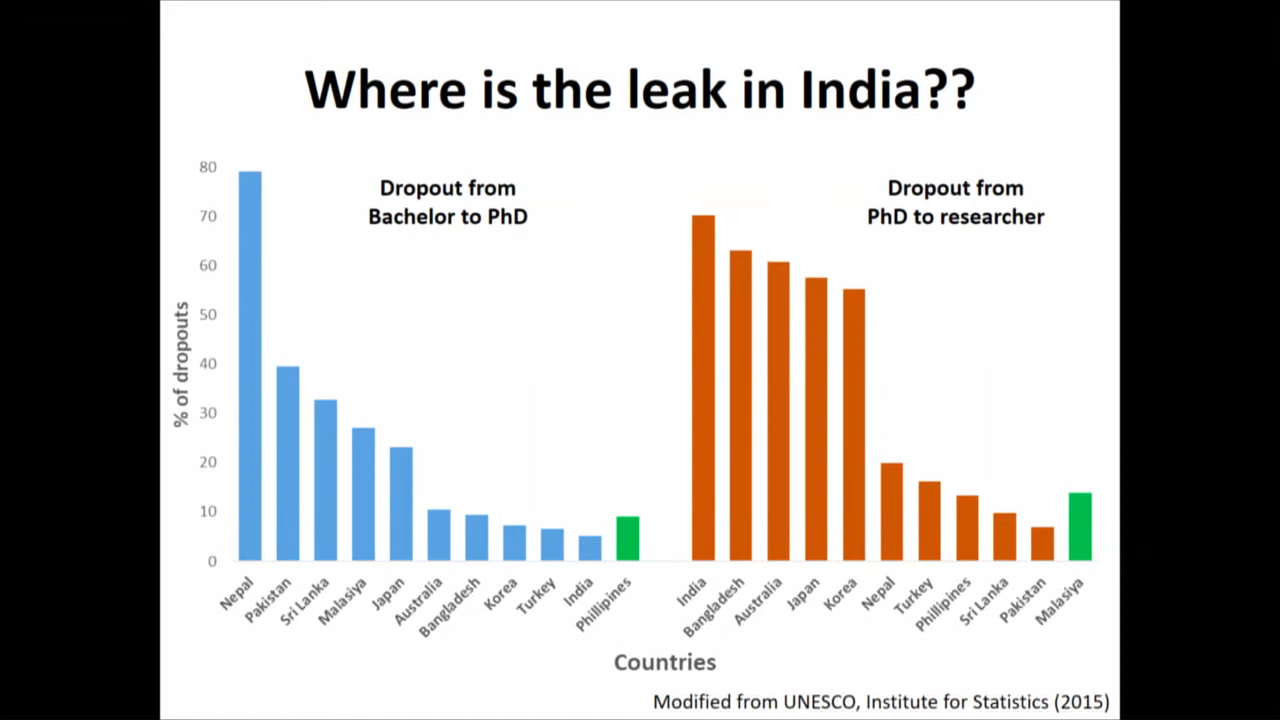 Where is the leak in India??
Dropout from
Bachelor to PhD
Dropout from
PhD to researcher
% of dropouts
80
70
60
50
40
30
20
10
0
Nepal
Pakistan
Sri Lanka
Malasiya
Japan
Australia
Bangladesh
Korea
Turkey
India
Phillipines
India
Bangladesh
Australia
Japan
Korea
Nepal
Turkey
Phillipines
Sri Lanka
Pakistan
Malasiya
Countries
Modified from UNESCO, Institute for Statistics (2015)